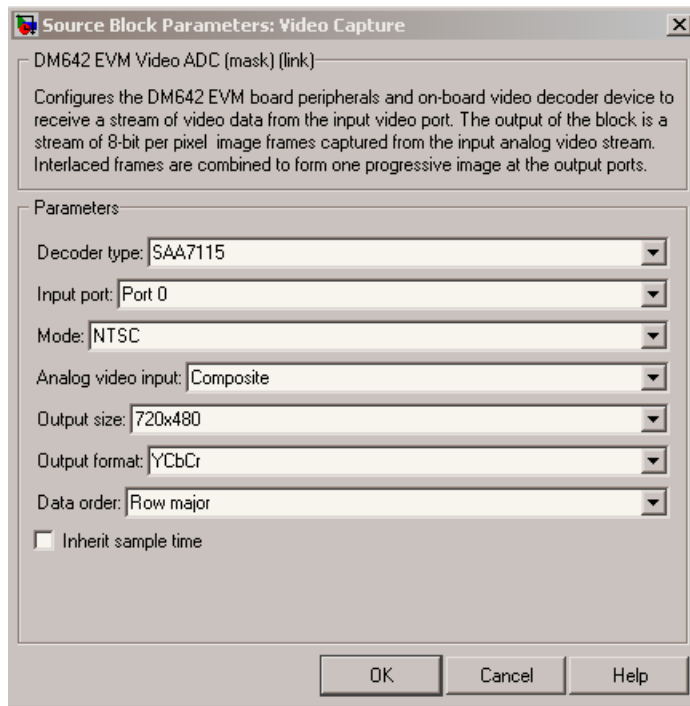 Source Block Parameters: Video Capture
DM642 EVM Video ADC (mask) (link)
Configures the DM642 EVM board peripherals and on-board video decoder device to
receive a stream of video data from the input video port. The output of the block is a
stream of 8-bit per pixel  image frames captured from the input analog video stream.
Interlaced frames are combined to form one progressive image at the output ports.
Parameters
Decoder type: SAA7115
Input port: Port 0
Mode: NTSC
Analog video input: Composite
Output size: 720x480
Output format: YCbCr
Data order: Row major
Inherit sample time
OK Cancel Help